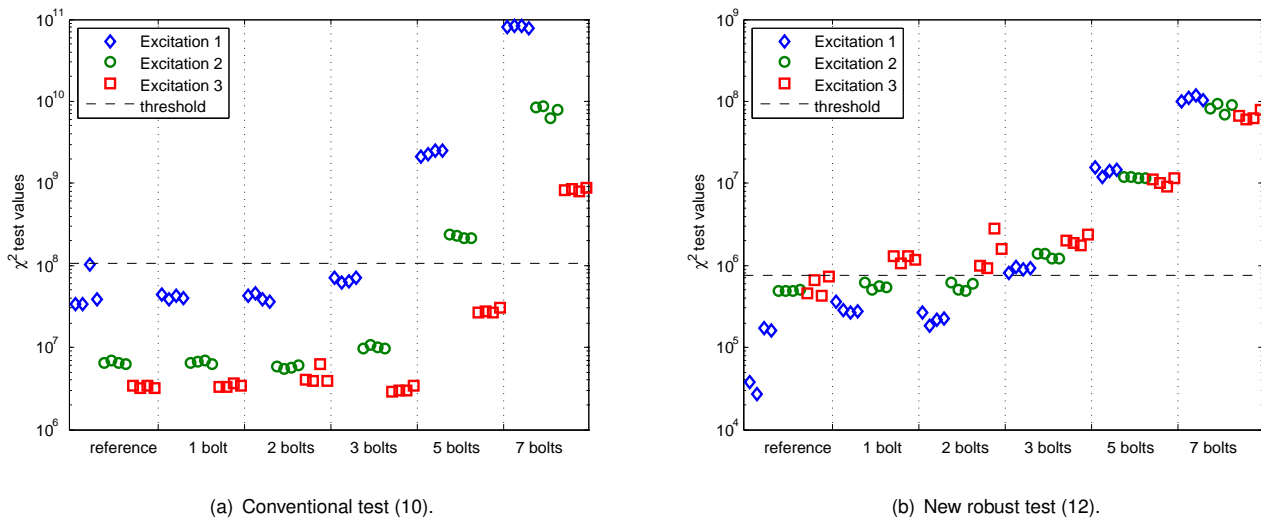 10^11
10^10
10^9
10^8
10^7
10^6
χ² test values
Excitation 1
Excitation 2
Excitation 3
threshold
reference 1 bolt 2 bolts 3 bolts 5 bolts 7 bolts
(a) Conventional test (10).
10^9
10^8
10^7
10^6
10^5
10^4
χ² test values
Excitation 1
Excitation 2
Excitation 3
threshold
reference 1 bolt 2 bolts 3 bolts 5 bolts 7 bolts
(b) New robust test (12).